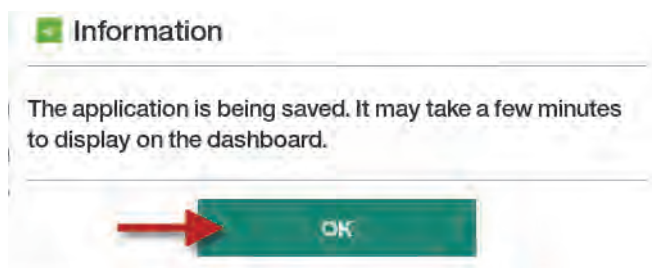 Information
The application is being saved. It may take a few minutes
to display on the dashboard.
OK